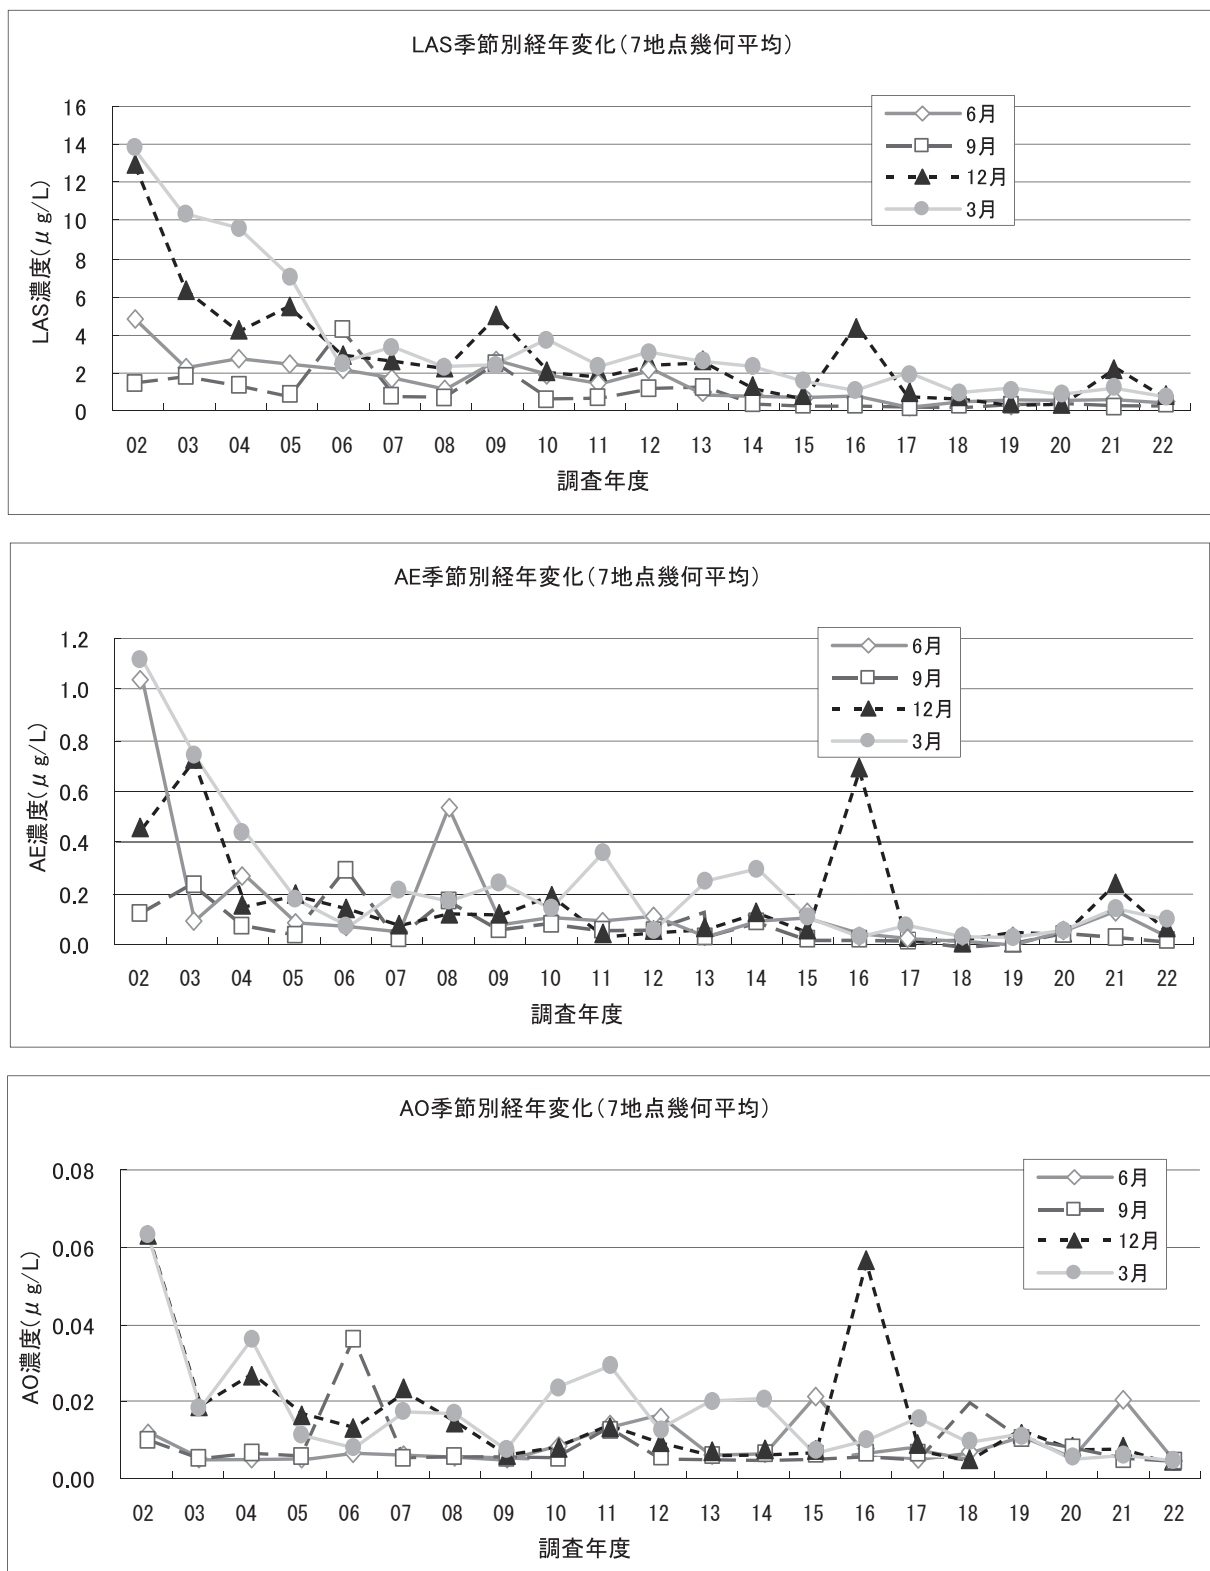 LAS季節別経年変化(7地点幾何平均)
16
14
12
10
8
6
4
2
0
LAS濃度(μg/L)
6月
9月
12月
3月
02 03 04 05 06 07 08 09 10 11 12 13 14 15 16 17 18 19 20 21 22
調査年度
AE季節別経年変化(7地点幾何平均)
1.2
1.0
0.8
0.6
0.4
0.2
0.0
AE濃度(μg/L)
6月
9月
12月
3月
02 03 04 05 06 07 08 09 10 11 12 13 14 15 16 17 18 19 20 21 22
調査年度
AO季節別経年変化(7地点幾何平均)
0.08
0.06
0.04
0.02
0.00
AO濃度(μg/L)
6月
9月
12月
3月
02 03 04 05 06 07 08 09 10 11 12 13 14 15 16 17 18 19 20 21 22
調査年度